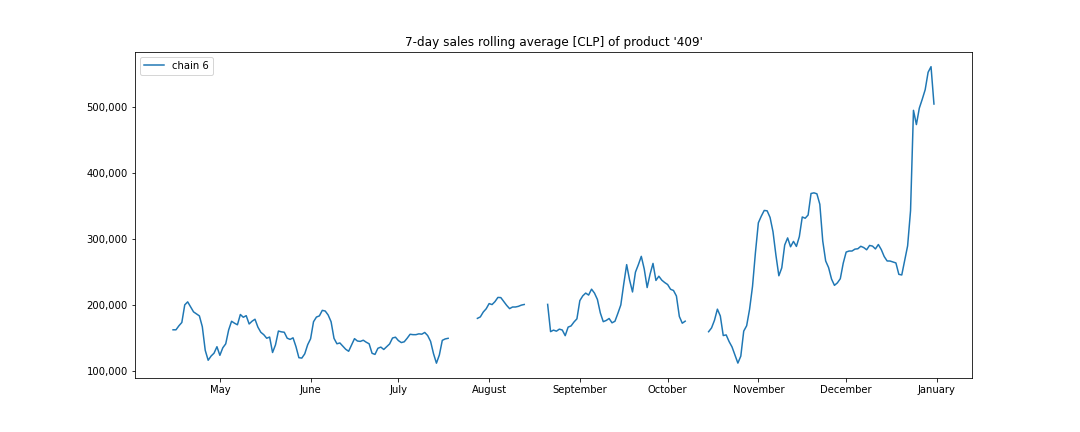 7-day sales rolling average [CLP] of product '409'
chain 6
500,000
400,000
300,000
200,000
100,000
May June July August September October November December January